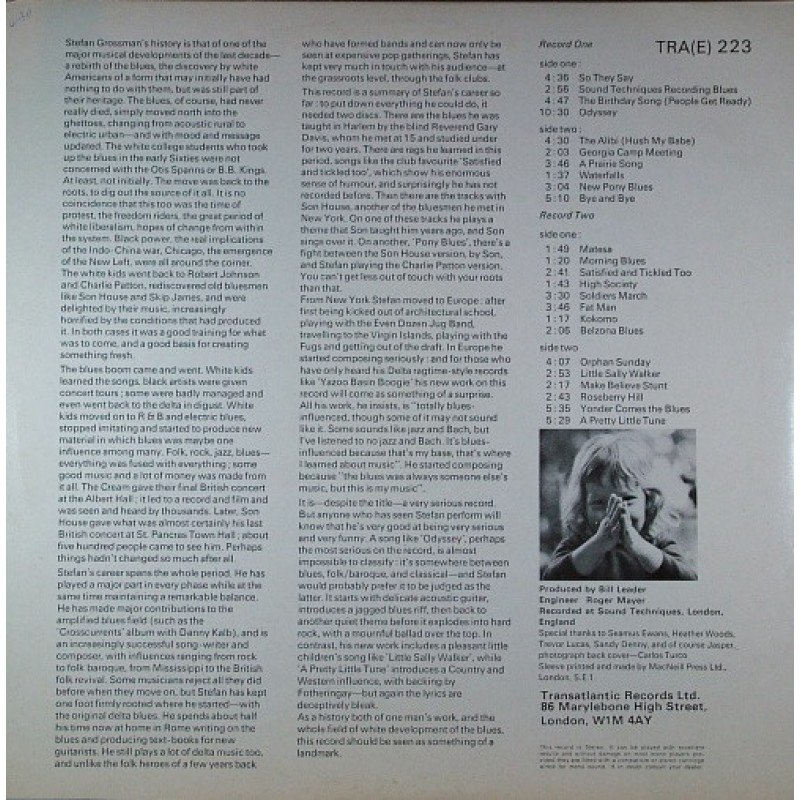 Stefan Grossman's history is that of one of the
major musical developments of the last decade—
a rebirth of the blues, the discovery by white
Americans of a form that may initially have had
nothing to do with them, but was still part of
their heritage. The blues, of course, had never
really died, simply moved north into the
ghettoes, changing from acoustic rural to
electric urban—and with mood and message
updated. The white college students who took
up the blues in the early Sixties were not
concerned with the Otis Spanns or B.B. Kings.
At least, not initially. The move was back to the
roots, to dig out the source of it all. It is no
coincidence that this too was the time of
protest, the freedom riders, the great period of
white liberalism, hopes of change from within
the system. Black power, the real implications
of the Indo-China war, Chicago, the emergence
of the New Left, were all around the corner.
The white kids went back to Robert Johnson
and Charlie Patton, rediscovered old bluesmen
like Son House and Skip James, and were
delighted by their music, increasingly
horrified by the conditions that had produced
it. In both cases it was a good training for what
was to come, and a good basis for creating
something fresh.
The blues boom came and went. White kids
learned the songs, black artists were given
concert tours ; some were badly managed and
even went back to the delta in digust. White
kids moved on to R & B and electric blues,
stopped imitating and started to produce new
material in which blues was maybe one
influence among many. Folk, rock, jazz, blues—
everything was fused with everything ; some
good music and a lot of money was made from
it all. The Cream gave their final British concert
at the Albert Hall ; it led to a record and film and
was seen and heard by thousands. Later, Son
House gave what was almost certainly his last
British concert at St. Pancras Town Hall ; about
five hundred people came to see him. Perhaps
things hadn't changed so much after all.
Stefan's career spans the whole period. He has
played a major part in every phase while at the
same time maintaining a remarkable balance.
He has made major contributions to the
amplified blues field (such as the
'Crosscurrents' album with Danny Kalb), and is
an increasingly successful song-writer and
composer, with influences ranging from rock
to folk baroque, from Mississippi to the British
folk revival. Some musicians reject all they did
before when they move on, but Stefan has kept
one foot firmly rooted where he started—with
the original delta blues. He spends about half
his time now at home in Rome writing on the
blues and producing text-books for new
guitarists. He still plays a lot of delta music too,
and unlike the folk heroes of a few years back
who have formed bands and can now only be
seen at expensive pop gatherings, Stefan has
kept very much in touch with his audience—at
the grassroots level, through the folk clubs.
This record is a summary of Stefan's career so
far : to put down everything he could do, it
needed two discs. There are the blues he was
taught in Harlem by the blind Reverend Gary
Davis, whom he met at 15 and studied under
for two years. There are rags he learned in this
period, songs like the club favourite 'Satisfied
and tickled too', which show his enormous
sense of humour, and surprisingly he has not
recorded before. Then there are the tracks with
Son House, another of the bluesmen he met in
New York. On one of these tracks he plays a
theme that Son taught him years ago, and Son
sings over it. On another, 'Pony Blues', there's a
fight between the Son House version, by Son,
and Stefan playing the Charlie Patton version.
You can't get less out of touch with your roots
than that.
From New York Stefan moved to Europe : after
first being kicked out of architectural school,
playing with the Even Dozen Jug Band,
travelling to the Virgin Islands, playing with the
Fugs and getting out of the draft. In Europe he
started composing seriously : and for those who
have only heard his Delta ragtime-style records
like 'Yazoo Basin Boogie' his new work on this
record will come as something of a surprise.
All his work, he insists, is "totally blues-
influenced, though some of it may not sound
like it. Some sounds like jazz and Bach, but
I've listened to no jazz and Bach. It's blues-
influenced because that's my base, that's where
I learned about music". He started composing
because "the blues was always someone else's
music, but this is my music".
It is—despite the title—a very serious record.
But anyone who has seen Stefan perform will
know that he's very good at being very serious
and very funny. A song like 'Odyssey', perhaps
the most serious on the record, is almost
impossible to classify : it's somewhere between
blues, folk/baroque, and classical—and Stefan
would probably prefer it to be judged as the
latter. It starts with delicate acoustic guitar,
introduces a jagged blues riff, then back to
another quiet theme before it explodes into hard
rock, with a mournful ballad over the top. In
contrast, his new work includes a pleasant little
children's song like 'Little Sally Walker', while
'A Pretty Little Tune' introduces a Country and
Western influence, with backing by
Fotheringay—but again the lyrics are
deceptively bleak.
As a history both of one man's work, and the
whole field of white development of the blues,
this record should be seen as something of a
landmark.
Record One
TRA(E) 223
side one :
4 : 35 So They Say
2 : 56 Sound Techniques Recording Blues
4 : 47 The Birthday Song (People Get Ready)
10 : 30 Odyssey
side two :
4 : 30 The Alibi (Hush My Babe)
2 : 03 Georgia Camp Meeting
3 : 46 A Prairie Song
1 : 37 Waterfalls
3 : 04 New Pony Blues
5 : 10 Bye and Bye
Record Two
side one :
1 : 49 Matesa
1 : 20 Morning Blues
2 : 41 Satisfied and Tickled Too
1 : 43 High Society
3 : 30 Soldiers March
3 : 46 Fat Man
1 : 17 Kokomo
2 : 06 Belzona Blues
side two
4 : 07 Orphan Sunday
2 : 53 Little Sally Walker
2 : 17 Make Believe Stunt
2 : 43 Roseberry Hill
5 : 35 Yonder Comes the Blues
5 : 29 A Pretty Little Tune
Produced by Bill Leader
Engineer Roger Mayer
Recorded at Sound Techniques, London,
England
Special thanks to Seamus Ewans, Heather Woods,
Trevor Lucas, Sandy Denny, and of course Jasper.
photograph back cover—Carlos Turco
Sleeve printed and made by MacNeill Press Ltd.,
London, S.E.1
Transatlantic Records Ltd.
86 Marylebone High Street,
London, W1M 4AY
This record is Stereo. It can be played with excellent
results and without damage on most mono players